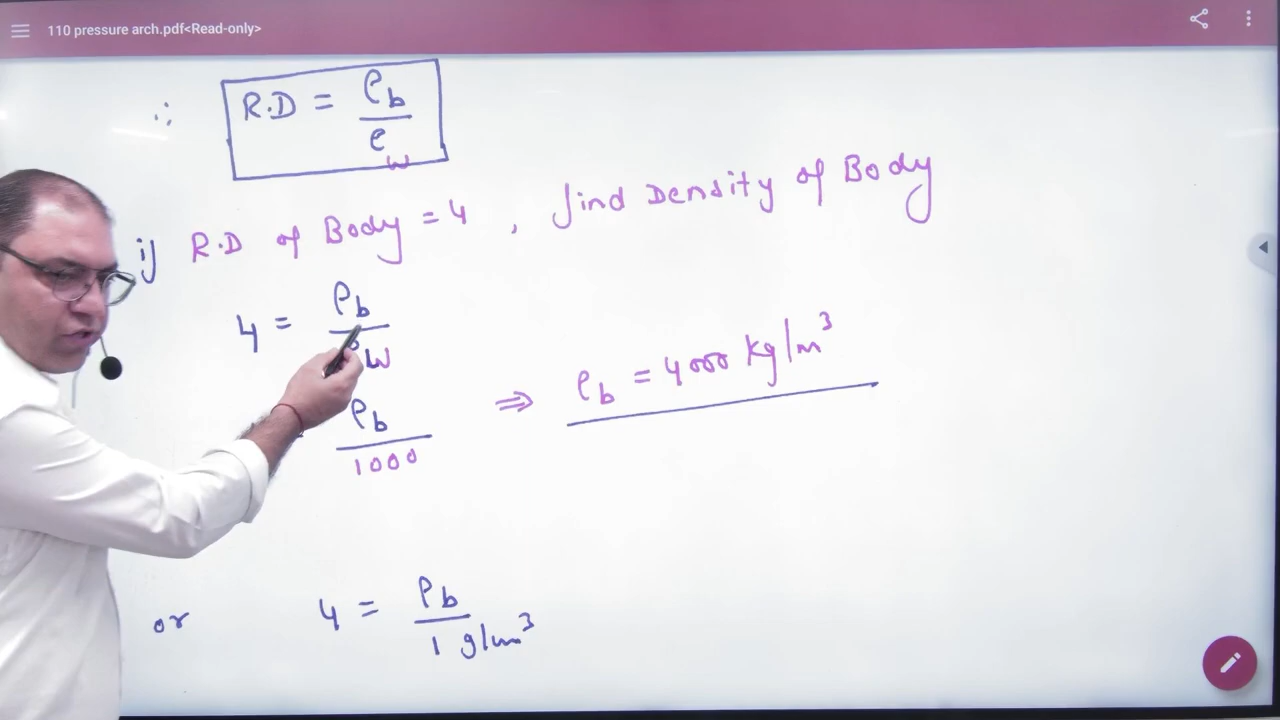 110 pressure arch.pdf<Read-only>
∴ R.D = ρb / ρw
if R.D of Body = 4 , find Density of Body
4 = ρb / ρw
ρb / 1000 ⇒ ρb = 4000 kg/m³
or 4 = ρb / 1 g/cm³